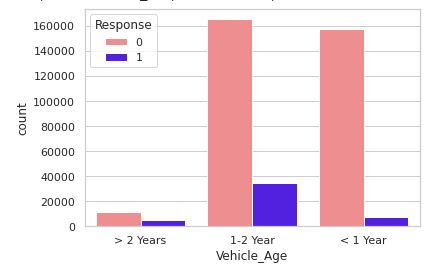 160000
140000
120000
100000
80000
60000
40000
20000
0
count
Response
0
1
> 2 Years
1-2 Year
< 1 Year
Vehicle_Age